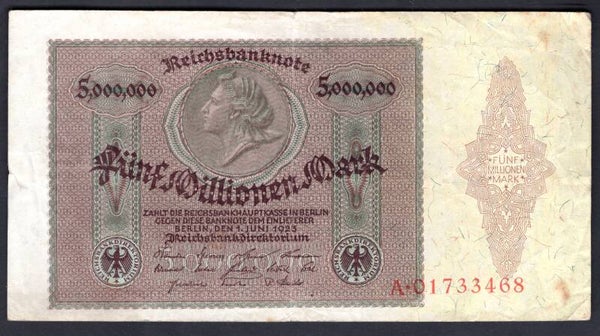 Reichsbanknote
5,000,000 5,000,000
Fünf Millionen Mark
ZAHLT DIE REICHSBANKHAUPTKASSE IN BERLIN
GEGEN DIESE BANKNOTE DEM EINLIEFERER
BERLIN, DEN 1. JUNI 1923
Reichsbankdirektorium
FÜNF
MILLIONEN
MARK
A·01733468